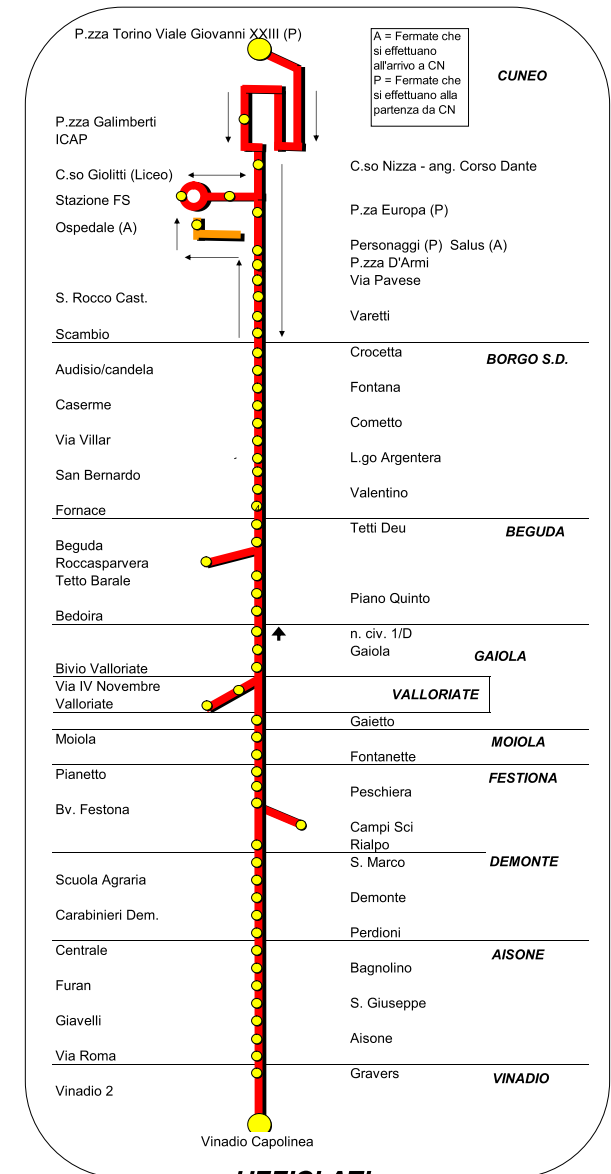 P.zza Torino Viale Giovanni XXIII (P)
A = Fermate che
si effettuano
all'arrivo a CN
P = Fermate che
si effettuano alla
partenza da CN
CUNEO
P.zza Galimberti
ICAP
C.so Nizza - ang. Corso Dante
C.so Giolitti (Liceo)
Stazione FS
P.za Europa (P)
Ospedale (A)
Personaggi (P) Salus (A)
P.zza D'Armi
Via Pavese
S. Rocco Cast.
Varetti
Scambio
Crocetta
BORGO S.D.
Audisio/candela
Fontana
Caserme
Cometto
Via Villar
L.go Argentera
San Bernardo
Valentino
Fornace
Tetti Deu
BEGUDA
Beguda
Roccasparvera
Tetto Barale
Piano Quinto
Bedoira
n. civ. 1/D
Gaiola
GAIOLA
Bivio Valloriate
Via IV Novembre
Valloriate
VALLORIATE
Gaietto
Moiola
MOIOLA
Fontanette
Pianetto
FESTIONA
Peschiera
Bv. Festona
Campi Sci
Rialpo
S. Marco
DEMONTE
Scuola Agraria
Demonte
Carabinieri Dem.
Perdioni
Centrale
AISONE
Bagnolino
Furan
S. Giuseppe
Giavelli
Aisone
Via Roma
Gravers
VINADIO
Vinadio 2
Vinadio Capolinea